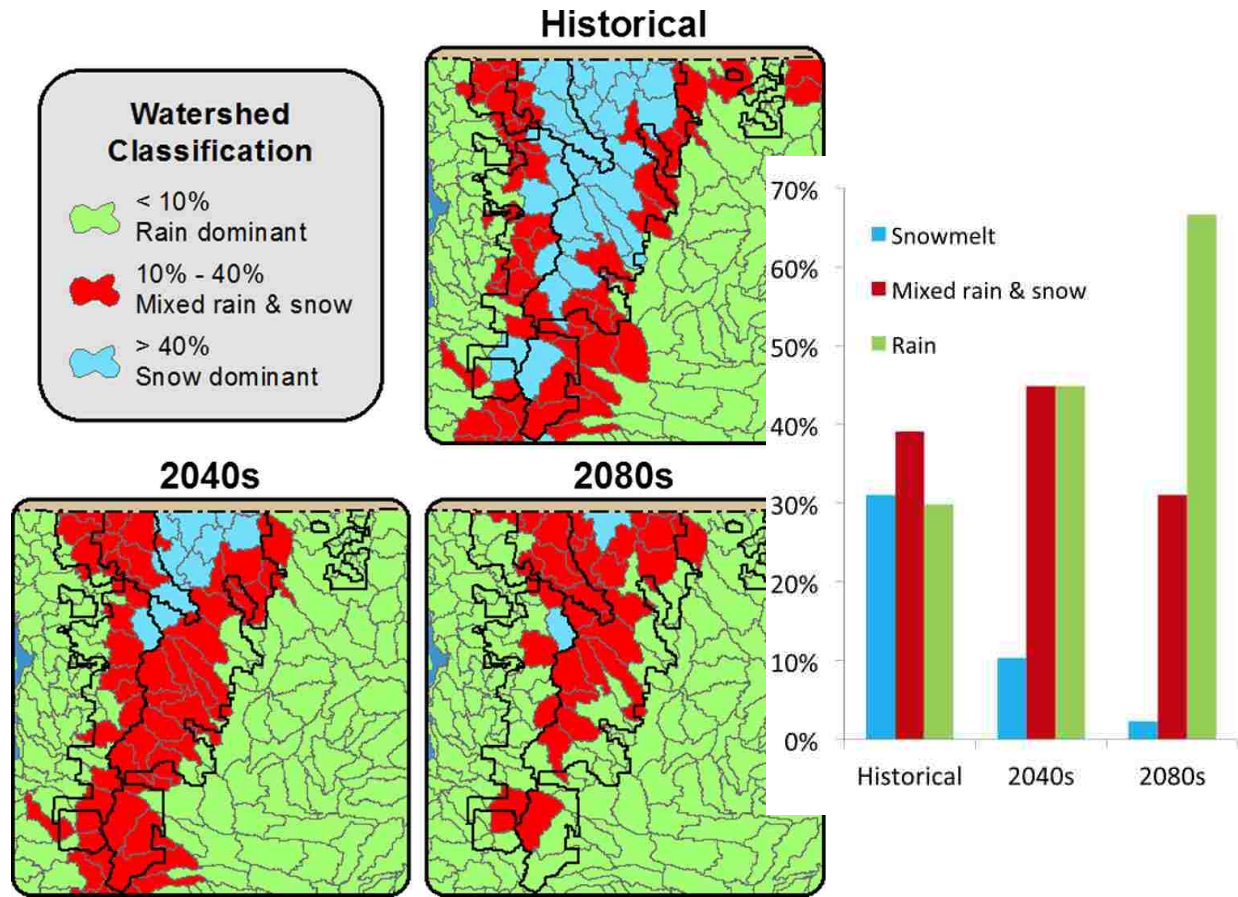 Historical
Watershed
Classification
< 10%
Rain dominant
10% - 40%
Mixed rain & snow
> 40%
Snow dominant
2040s
2080s
70%
60%
50%
40%
30%
20%
10%
0%
Snowmelt
Mixed rain & snow
Rain
Historical
2040s
2080s